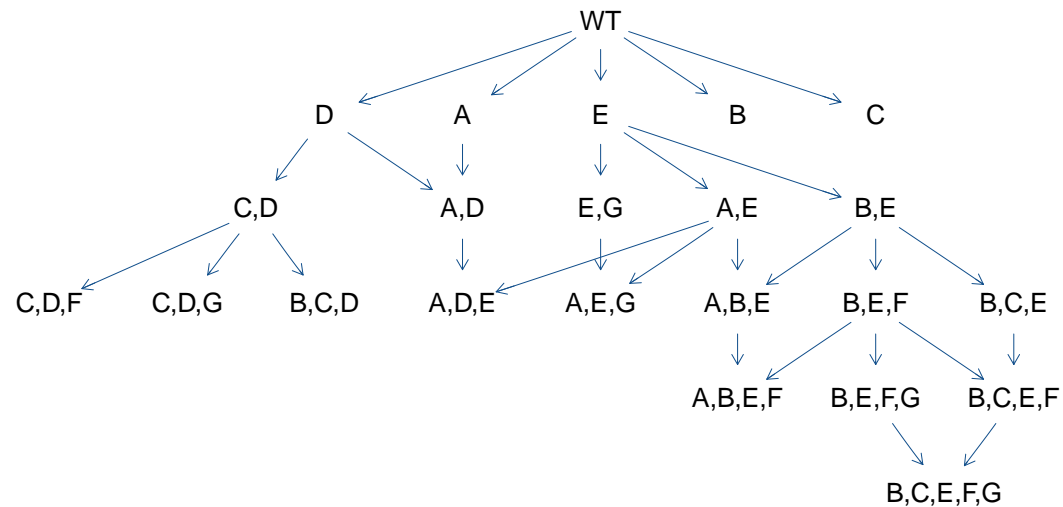 WT
D A E B C
C,D A,D E,G A,E B,E
C,D,F C,D,G B,C,D A,D,E A,E,G A,B,E B,E,F B,C,E
A,B,E,F B,E,F,G B,C,E,F
B,C,E,F,G